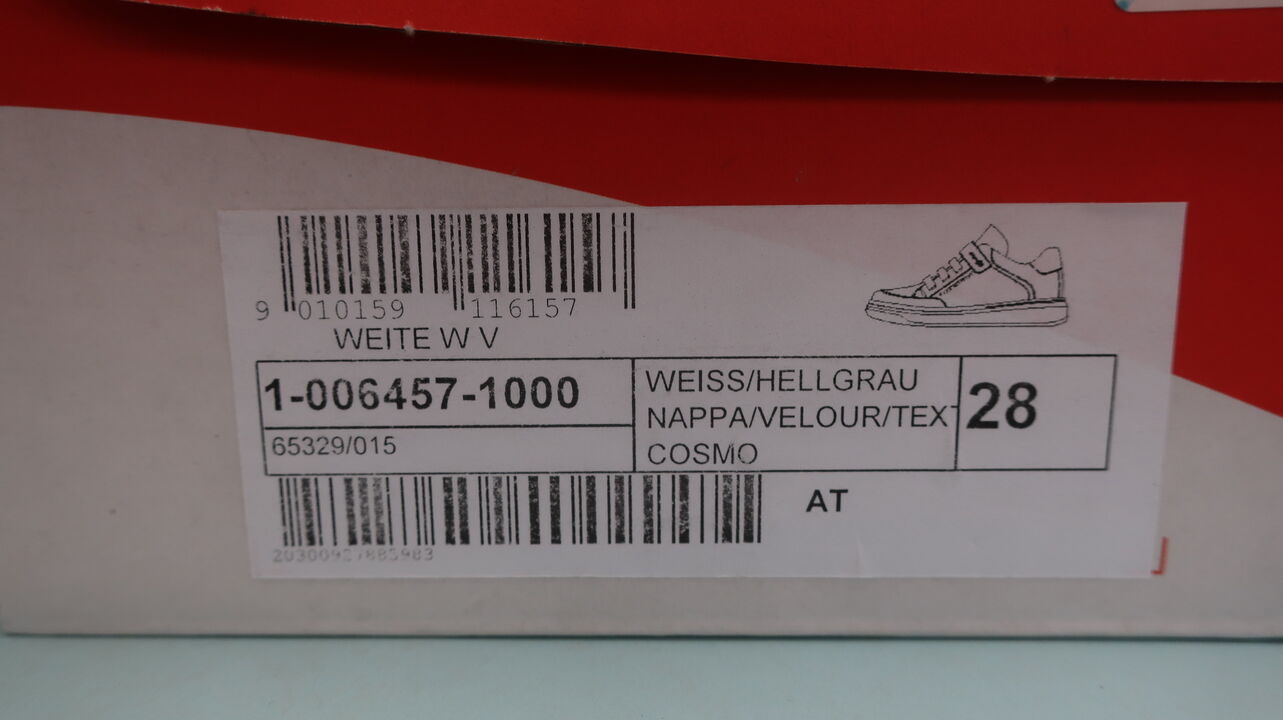 9 010159 116157
WEITE W V
1-006457-1000
65329/015
WEISS/HELLGRAU
NAPPA/VELOUR/TEXT
COSMO
28
AT